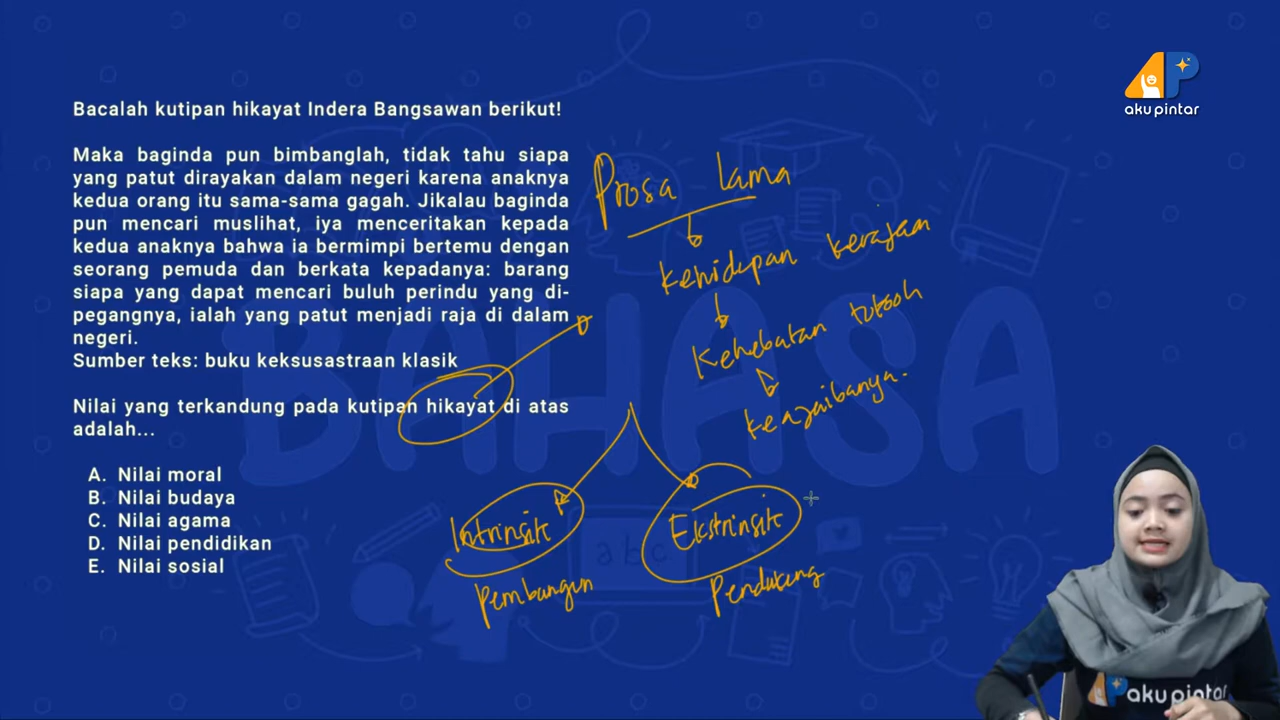 aku pintar
Bacalah kutipan hikayat Indera Bangsawan berikut!
Maka baginda pun bimbanglah, tidak tahu siapa
yang patut dirayakan dalam negeri karena anaknya
kedua orang itu sama-sama gagah. Jikalau baginda
pun mencari muslihat, iya menceritakan kepada
kedua anaknya bahwa ia bermimpi bertemu dengan
seorang pemuda dan berkata kepadanya: barang
siapa yang dapat mencari buluh perindu yang di-
pegangnya, ialah yang patut menjadi raja di dalam
negeri.
Sumber teks: buku keksusastraan klasik
Nilai yang terkandung pada kutipan hikayat di atas
adalah...
A. Nilai moral
B. Nilai budaya
C. Nilai agama
D. Nilai pendidikan
E. Nilai sosial
Prosa lama
Kehidupan kerajaan
Kehebatan tokoh
keajaibanya.
Intrinsik
Pembangun
Ekstrinsik
Pendukung
BAHASA
abc
aku pintar